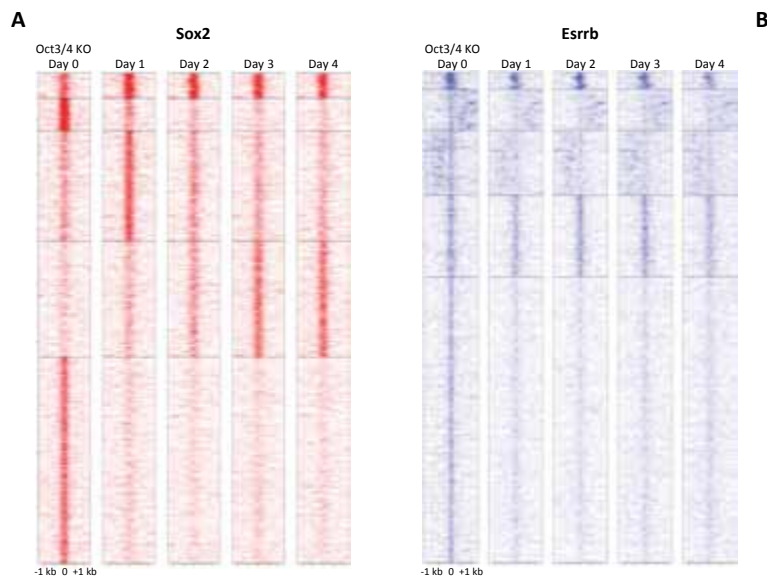 A
B
Sox2
Oct3/4 KO
Day 0 Day 1 Day 2 Day 3 Day 4
-1 kb 0 +1 kb
Esrrb
Oct3/4 KO
Day 0 Day 1 Day 2 Day 3 Day 4
-1 kb 0 +1 kb